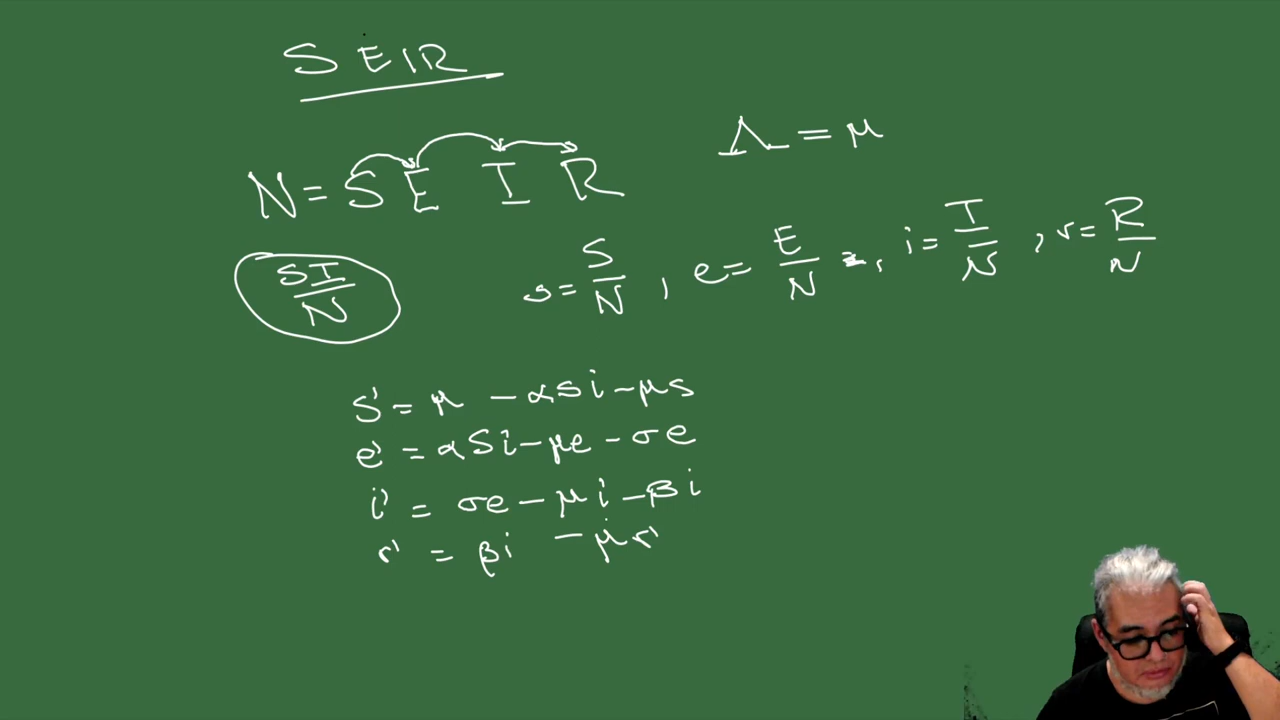 SEIR
Λ = μ
N = S E I R
SI/N
s = S/N , e = E/N , i = I/N , r = R/N
s' = μ - αsi - μs
e' = αsi - μe - σe
i' = σe - μi - βi
r' = βi - μr